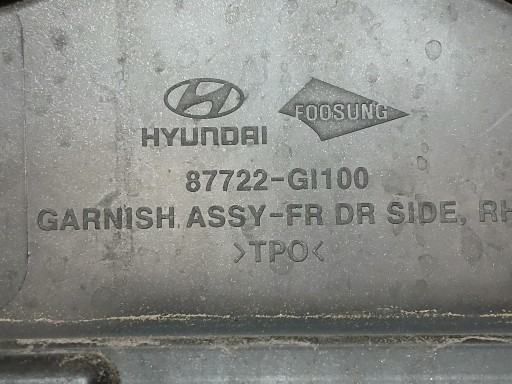 FOOSUNG
HYUNDAI
87722-GI100
GARNISH ASSY-FR DR SIDE, RH
>TPO<